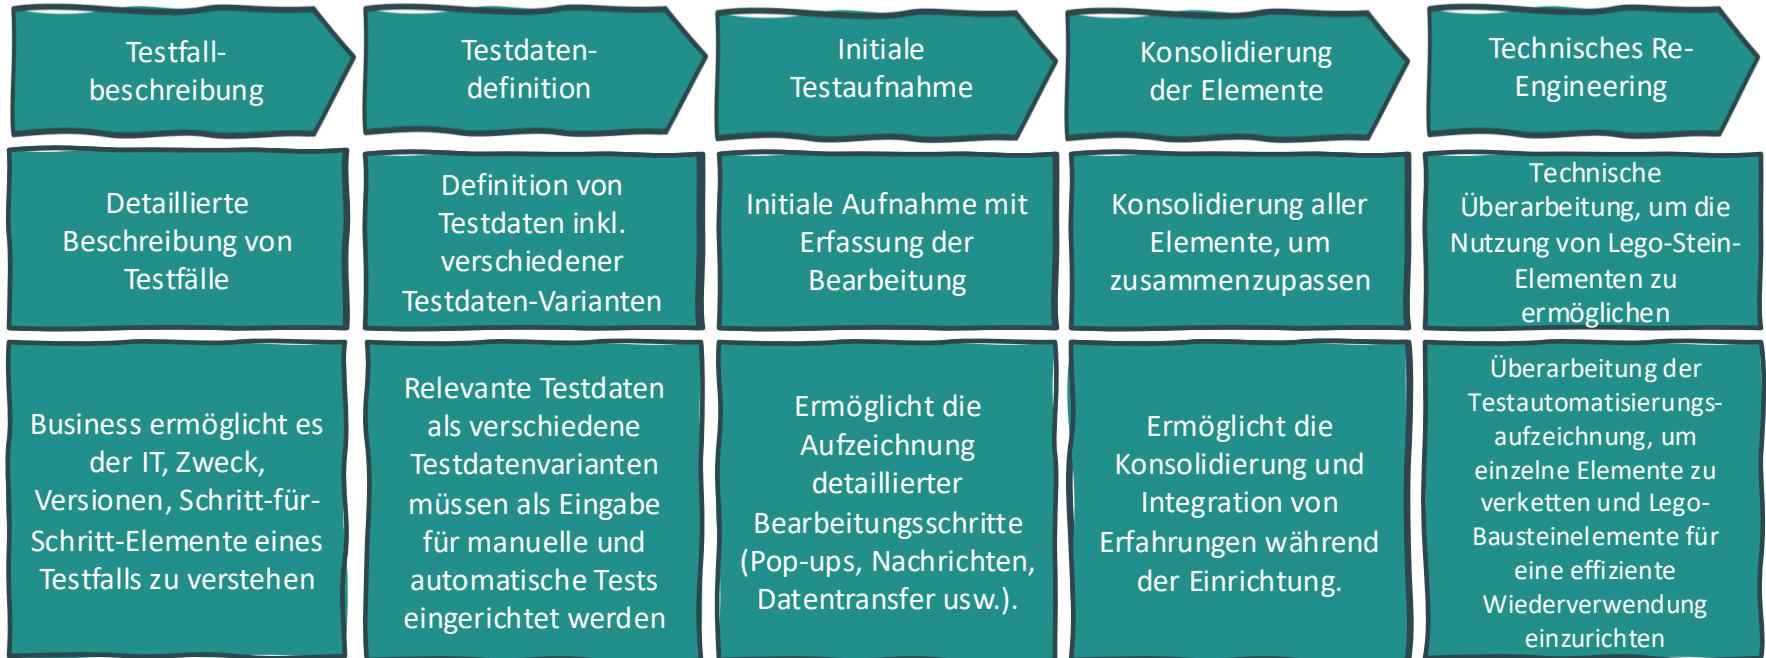 Testfall-
beschreibung
Testdaten-
definition
Initiale
Testaufnahme
Konsolidierung
der Elemente
Technisches Re-
Engineering
Detaillierte
Beschreibung von
Testfälle
Definition von
Testdaten inkl.
verschiedener
Testdaten-Varianten
Initiale Aufnahme mit
Erfassung der
Bearbeitung
Konsolidierung aller
Elemente, um
zusammenzupassen
Technische
Überarbeitung, um die
Nutzung von Lego-Stein-
Elementen zu
ermöglichen
Business ermöglicht es
der IT, Zweck,
Versionen, Schritt-für-
Schritt-Elemente eines
Testfalls zu verstehen
Relevante Testdaten
als verschiedene
Testdatenvarianten
müssen als Eingabe
für manuelle und
automatische Tests
eingerichtet werden
Ermöglicht die
Aufzeichnung
detaillierter
Bearbeitungsschritte
(Pop-ups, Nachrichten,
Datentransfer usw.).
Ermöglicht die
Konsolidierung und
Integration von
Erfahrungen während
der Einrichtung.
Überarbeitung der
Testautomatisierungs-
aufzeichnung, um
einzelne Elemente zu
verketten und Lego-
Bausteinelemente für
eine effiziente
Wiederverwendung
einzurichten